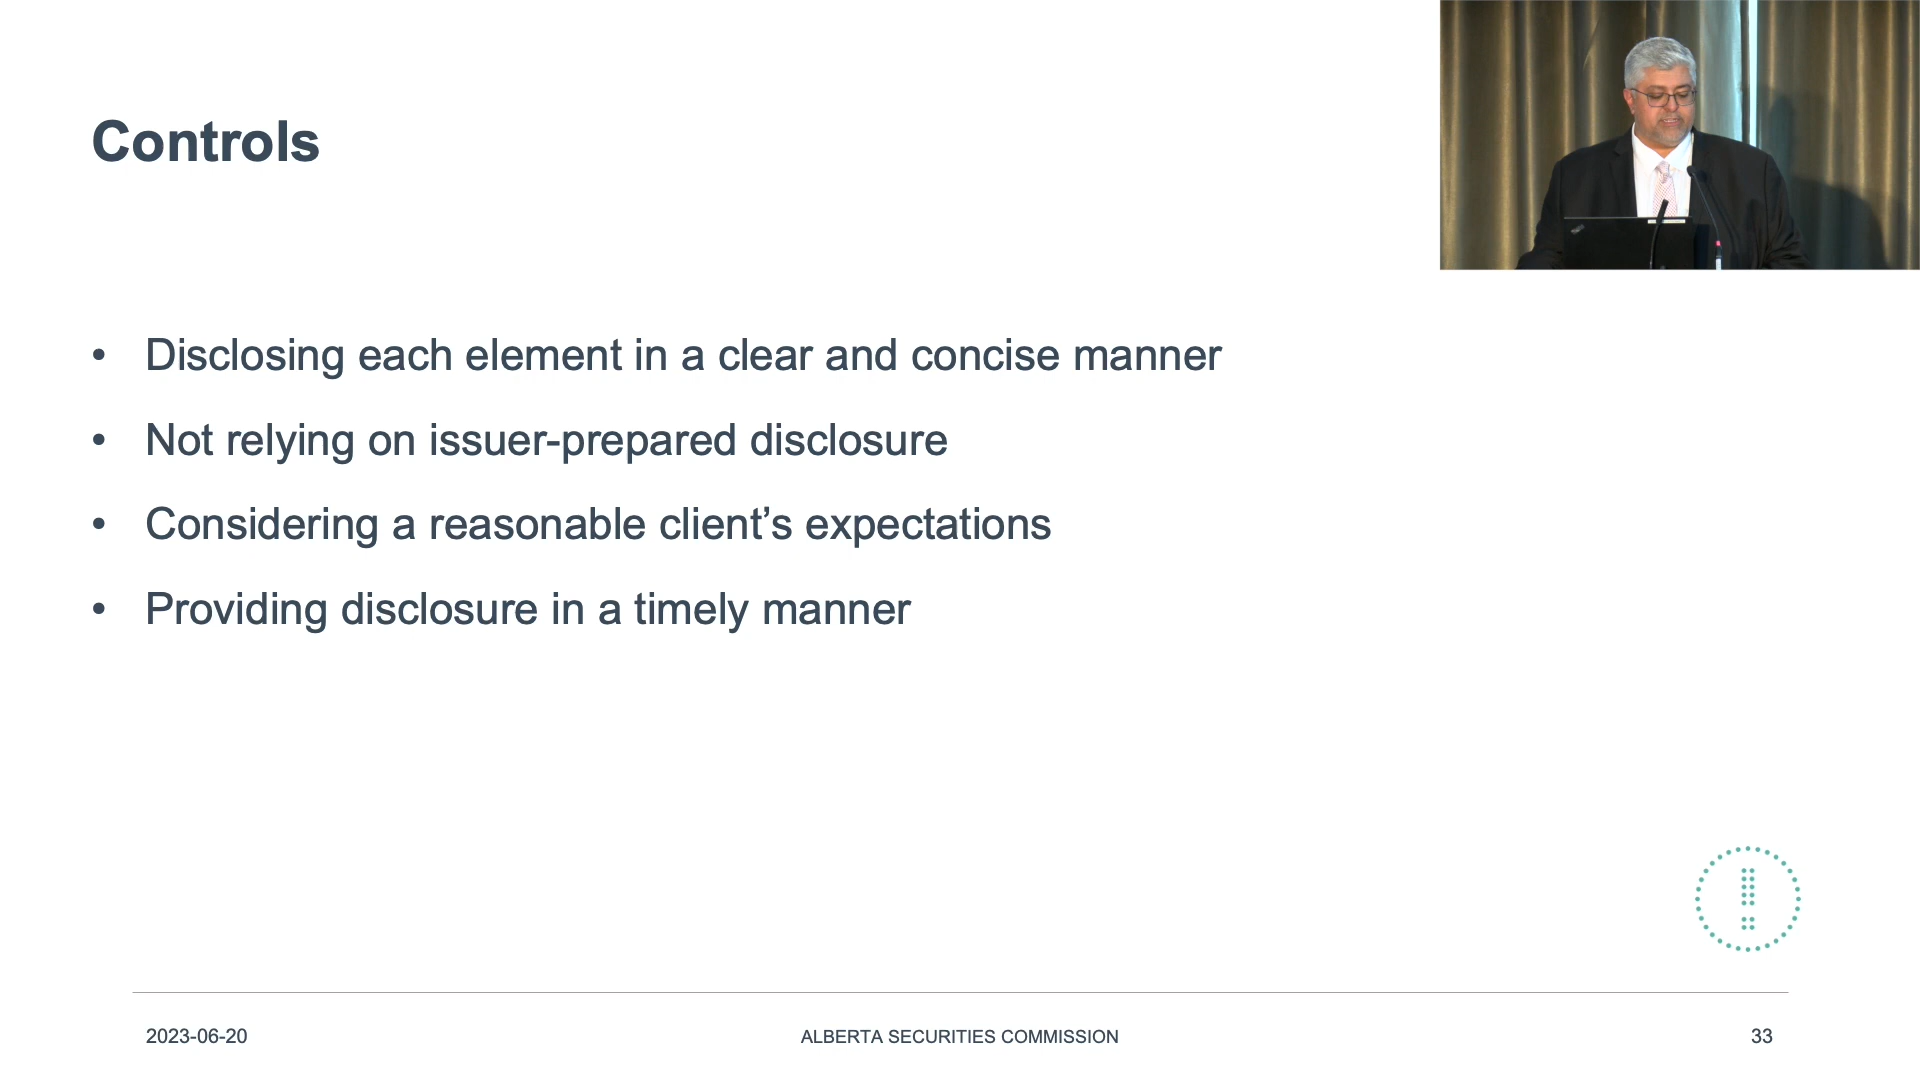 Controls
• Disclosing each element in a clear and concise manner
• Not relying on issuer-prepared disclosure
• Considering a reasonable client’s expectations
• Providing disclosure in a timely manner
2023-06-20
ALBERTA SECURITIES COMMISSION
33